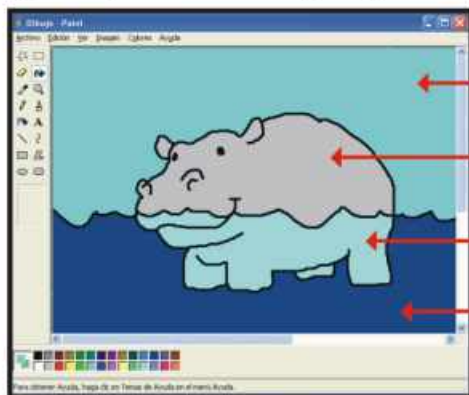 Dibujo - Paint
Archivo Edición Ver Imagen Colores Ayuda
A
Para obtener Ayuda, haga clic en Temas de Ayuda en el menú Ayuda.